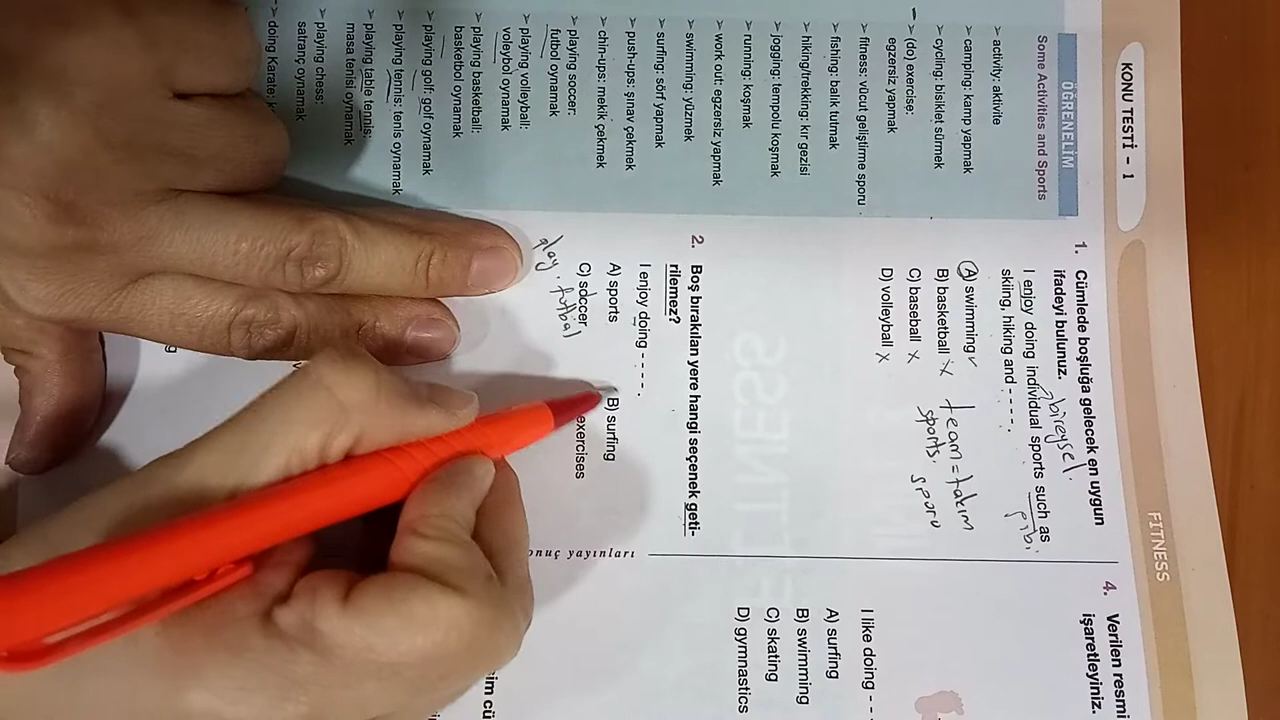 FITNESS
KONU TESTİ – 1
ÖĞRENELİM
Some Activities and Sports
➢ activity: aktivite
➢ camping: kamp yapmak
➢ cycling: bisiklet sürmek
➢ (do) exercise:
egzersiz yapmak
➢ fitness: vücut geliştirme sporu
➢ fishing: balık tutmak
➢ hiking/trekking: kır gezisi
➢ jogging: tempolu koşmak
➢ running: koşmak
➢ work out: egzersiz yapmak
➢ swimming: yüzmek
➢ surfing: sörf yapmak
➢ push-ups: şınav çekmek
➢ chin-ups: mekik çekmek
➢ playing soccer:
futbol oynamak
➢ playing volleyball:
voleybol oynamak
➢ playing basketball:
basketbol oynamak
➢ playing golf: golf oynamak
➢ playing tennis: tenis oynamak
➢ playing table tennis:
masa tenisi oynamak
➢ playing chess:
satranç oynamak
➢ doing Karate:
1. Cümlede boşluğa gelecek en uygun
ifadeyi bulunuz.
bireysel
I enjoy doing individual sports such as
gibi
skiing, hiking and - - - -.
A) swimming ✓
B) basketball X
C) baseball X
D) volleyball X
team = takım
sports. sporu
2. Boş bırakılan yere hangi seçenek geti-
rilemez?
I enjoy doing - - - -.
A) sports B) surfing
C) soccer exercises
play. futbol
onuç yayınları
4. Verilen resmi
işaretleyiniz.
I like doing - -
A) surfing
B) swimming
C) skating
D) gymnastics